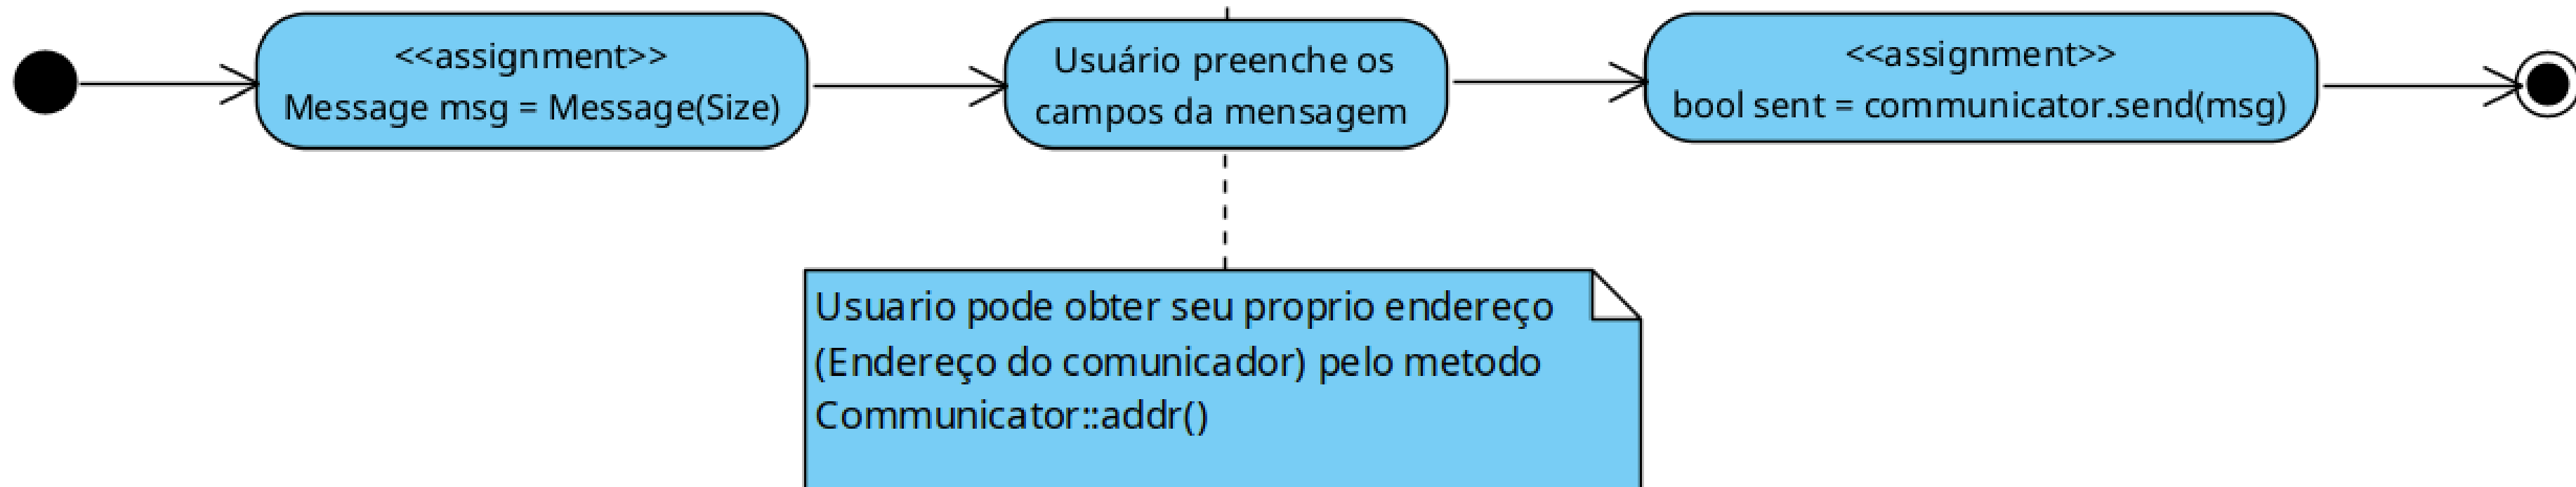 <<assignment>>
Message msg = Message(Size)
Usuário preenche os
campos da mensagem
<<assignment>>
bool sent = communicator.send(msg)
Usuario pode obter seu proprio endereço
(Endereço do comunicador) pelo metodo
Communicator::addr()